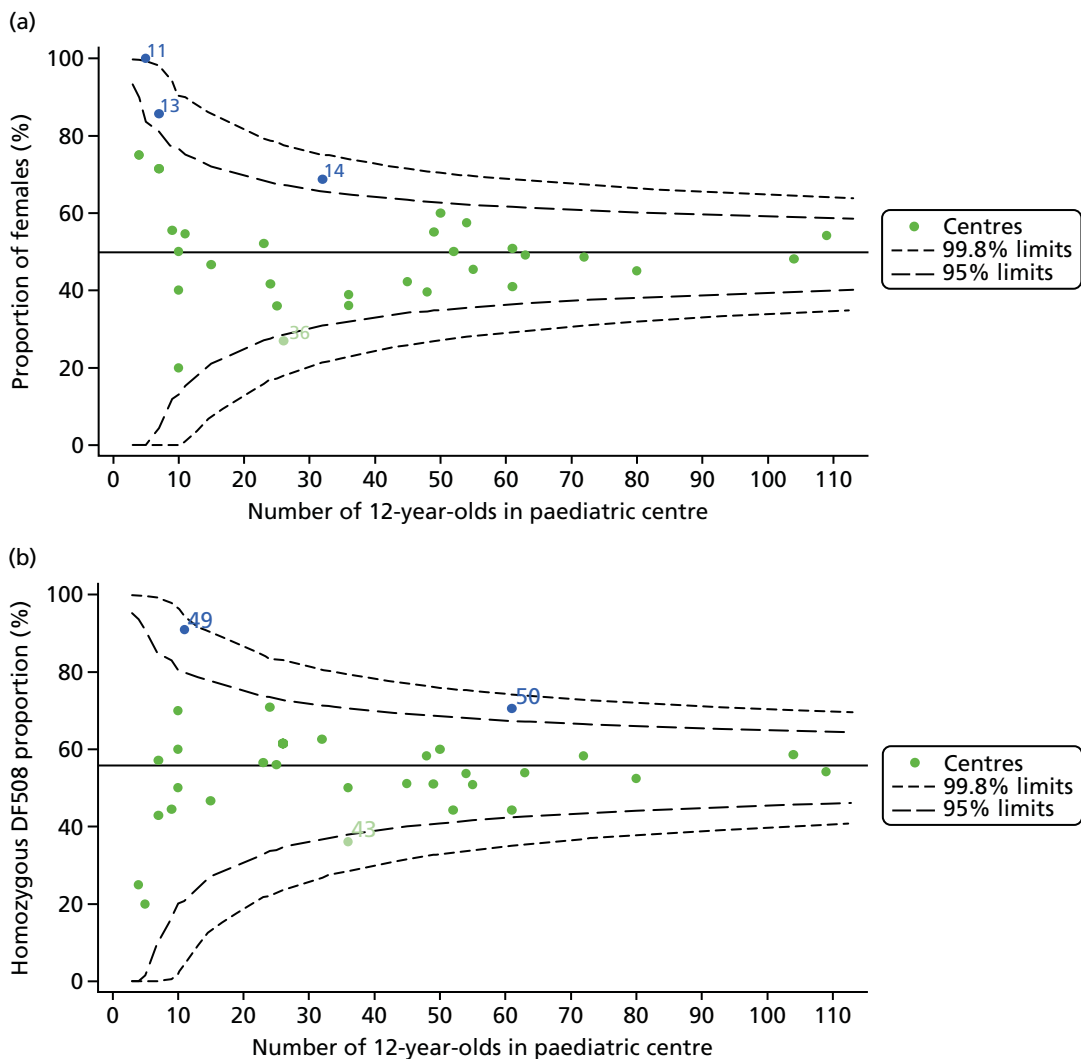 (a)
100
80
60
40
20
0
Proportion of females (%)
11
13
14
36
0 10 20 30 40 50 60 70 80 90 100 110
Number of 12-year-olds in paediatric centre
Centres
99.8% limits
95% limits
(b)
100
80
60
40
20
0
Homozygous DF508 proportion (%)
49
50
43
0 10 20 30 40 50 60 70 80 90 100 110
Number of 12-year-olds in paediatric centre
Centres
99.8% limits
95% limits